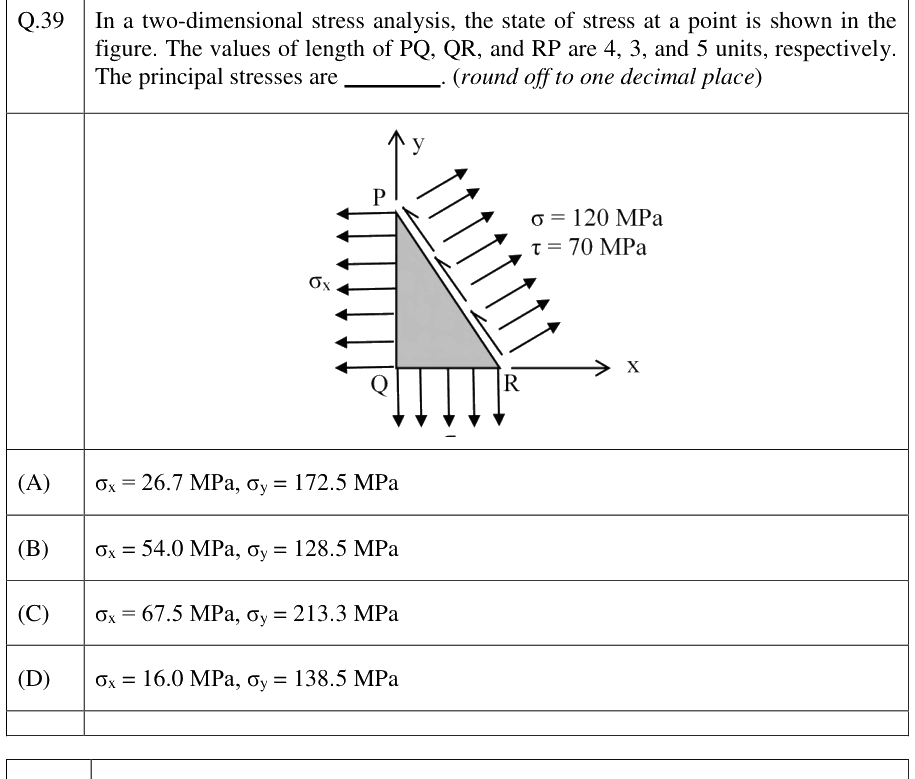 Q.39 In a two-dimensional stress analysis, the state of stress at a point is shown in the
figure. The values of length of PQ, QR, and RP are 4, 3, and 5 units, respectively.
The principal stresses are ________. (round off to one decimal place)
y
P
σ = 120 MPa
τ = 70 MPa
σx
x
Q
R
(A) σx = 26.7 MPa, σy = 172.5 MPa
(B) σx = 54.0 MPa, σy = 128.5 MPa
(C) σx = 67.5 MPa, σy = 213.3 MPa
(D) σx = 16.0 MPa, σy = 138.5 MPa